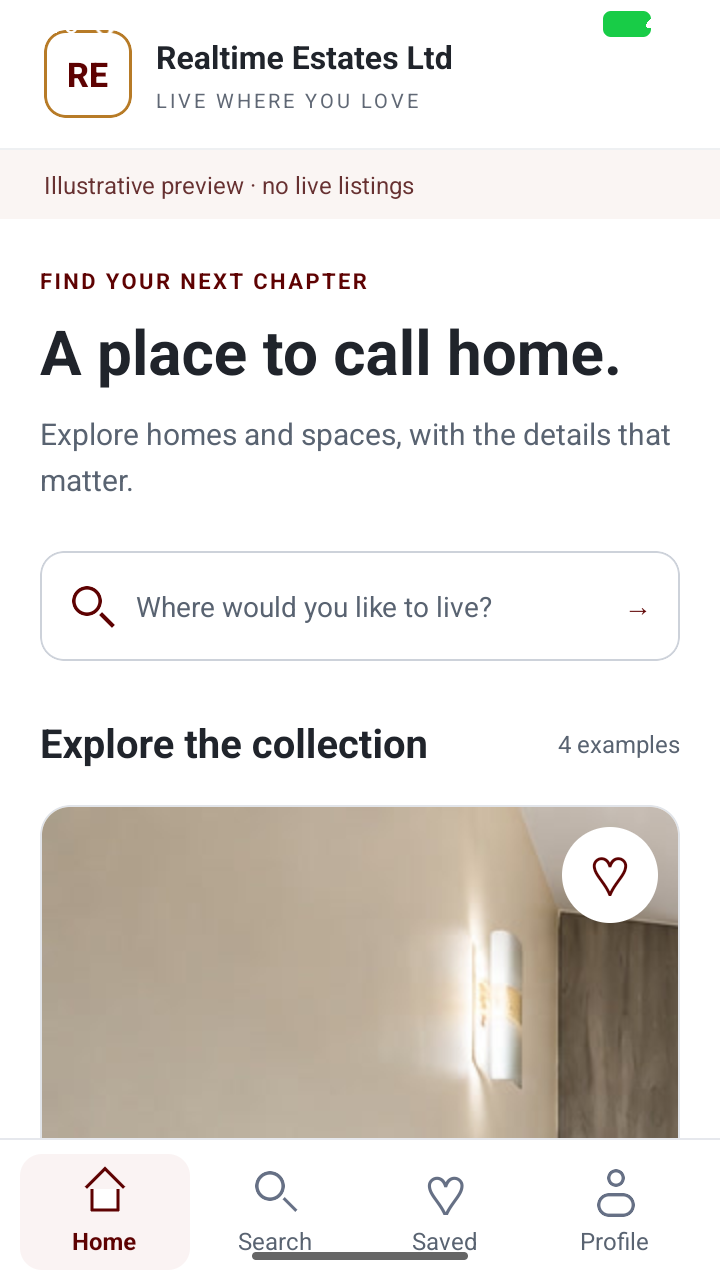 RE
Realtime Estates Ltd
LIVE WHERE YOU LOVE
Illustrative preview · no live listings
FIND YOUR NEXT CHAPTER
A place to call home.
Explore homes and spaces, with the details that
matter.
Where would you like to live? →
Explore the collection
4 examples
Home
Search
Saved
Profile